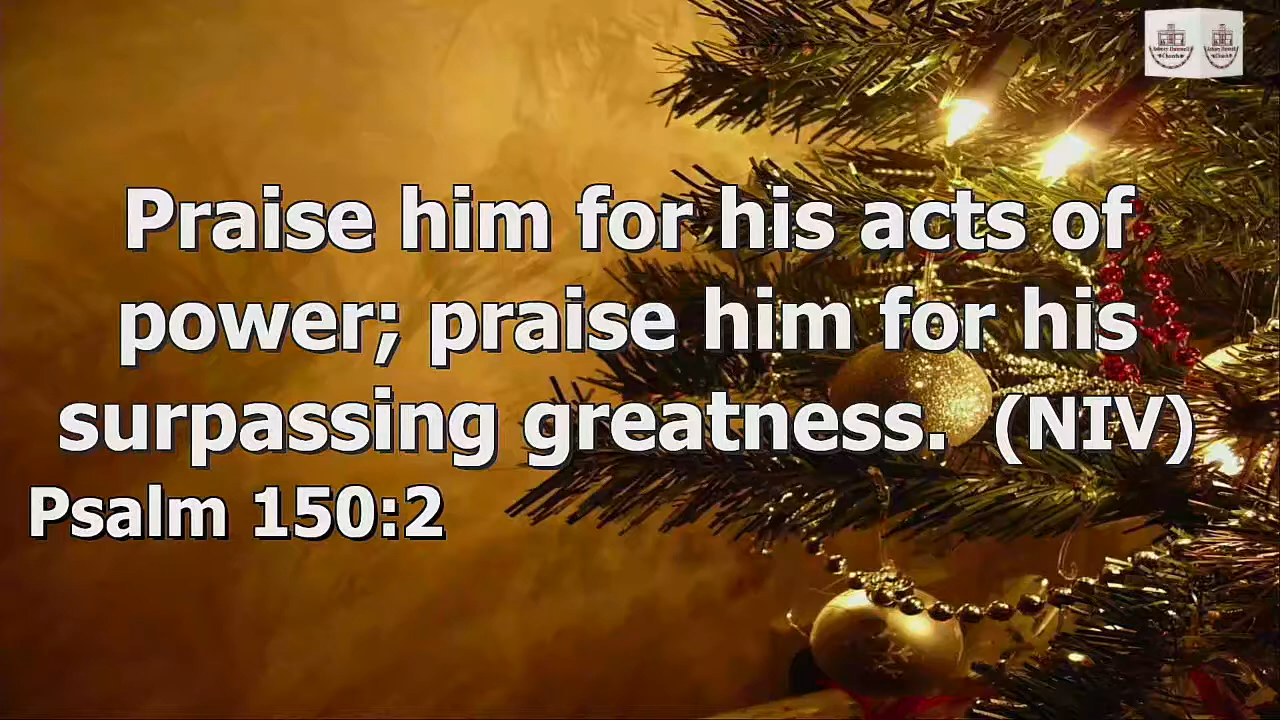 Praise him for his acts of
power; praise him for his
surpassing greatness.  (NIV)
Psalm 150:2